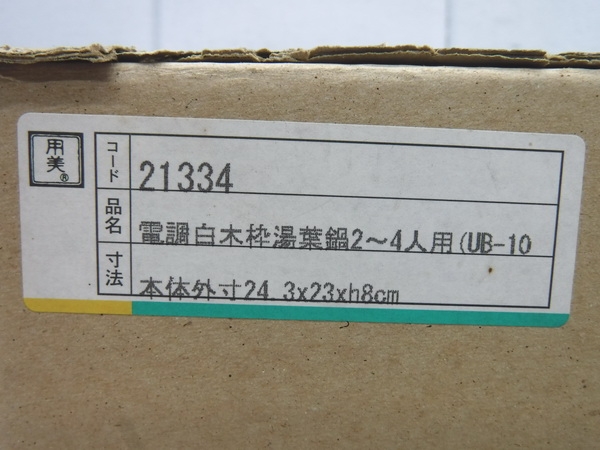 用美®
コード 21334
品名 電調白木枠湯葉鍋2～4人用(UB-10
寸法 本体外寸24.3x23xh8cm